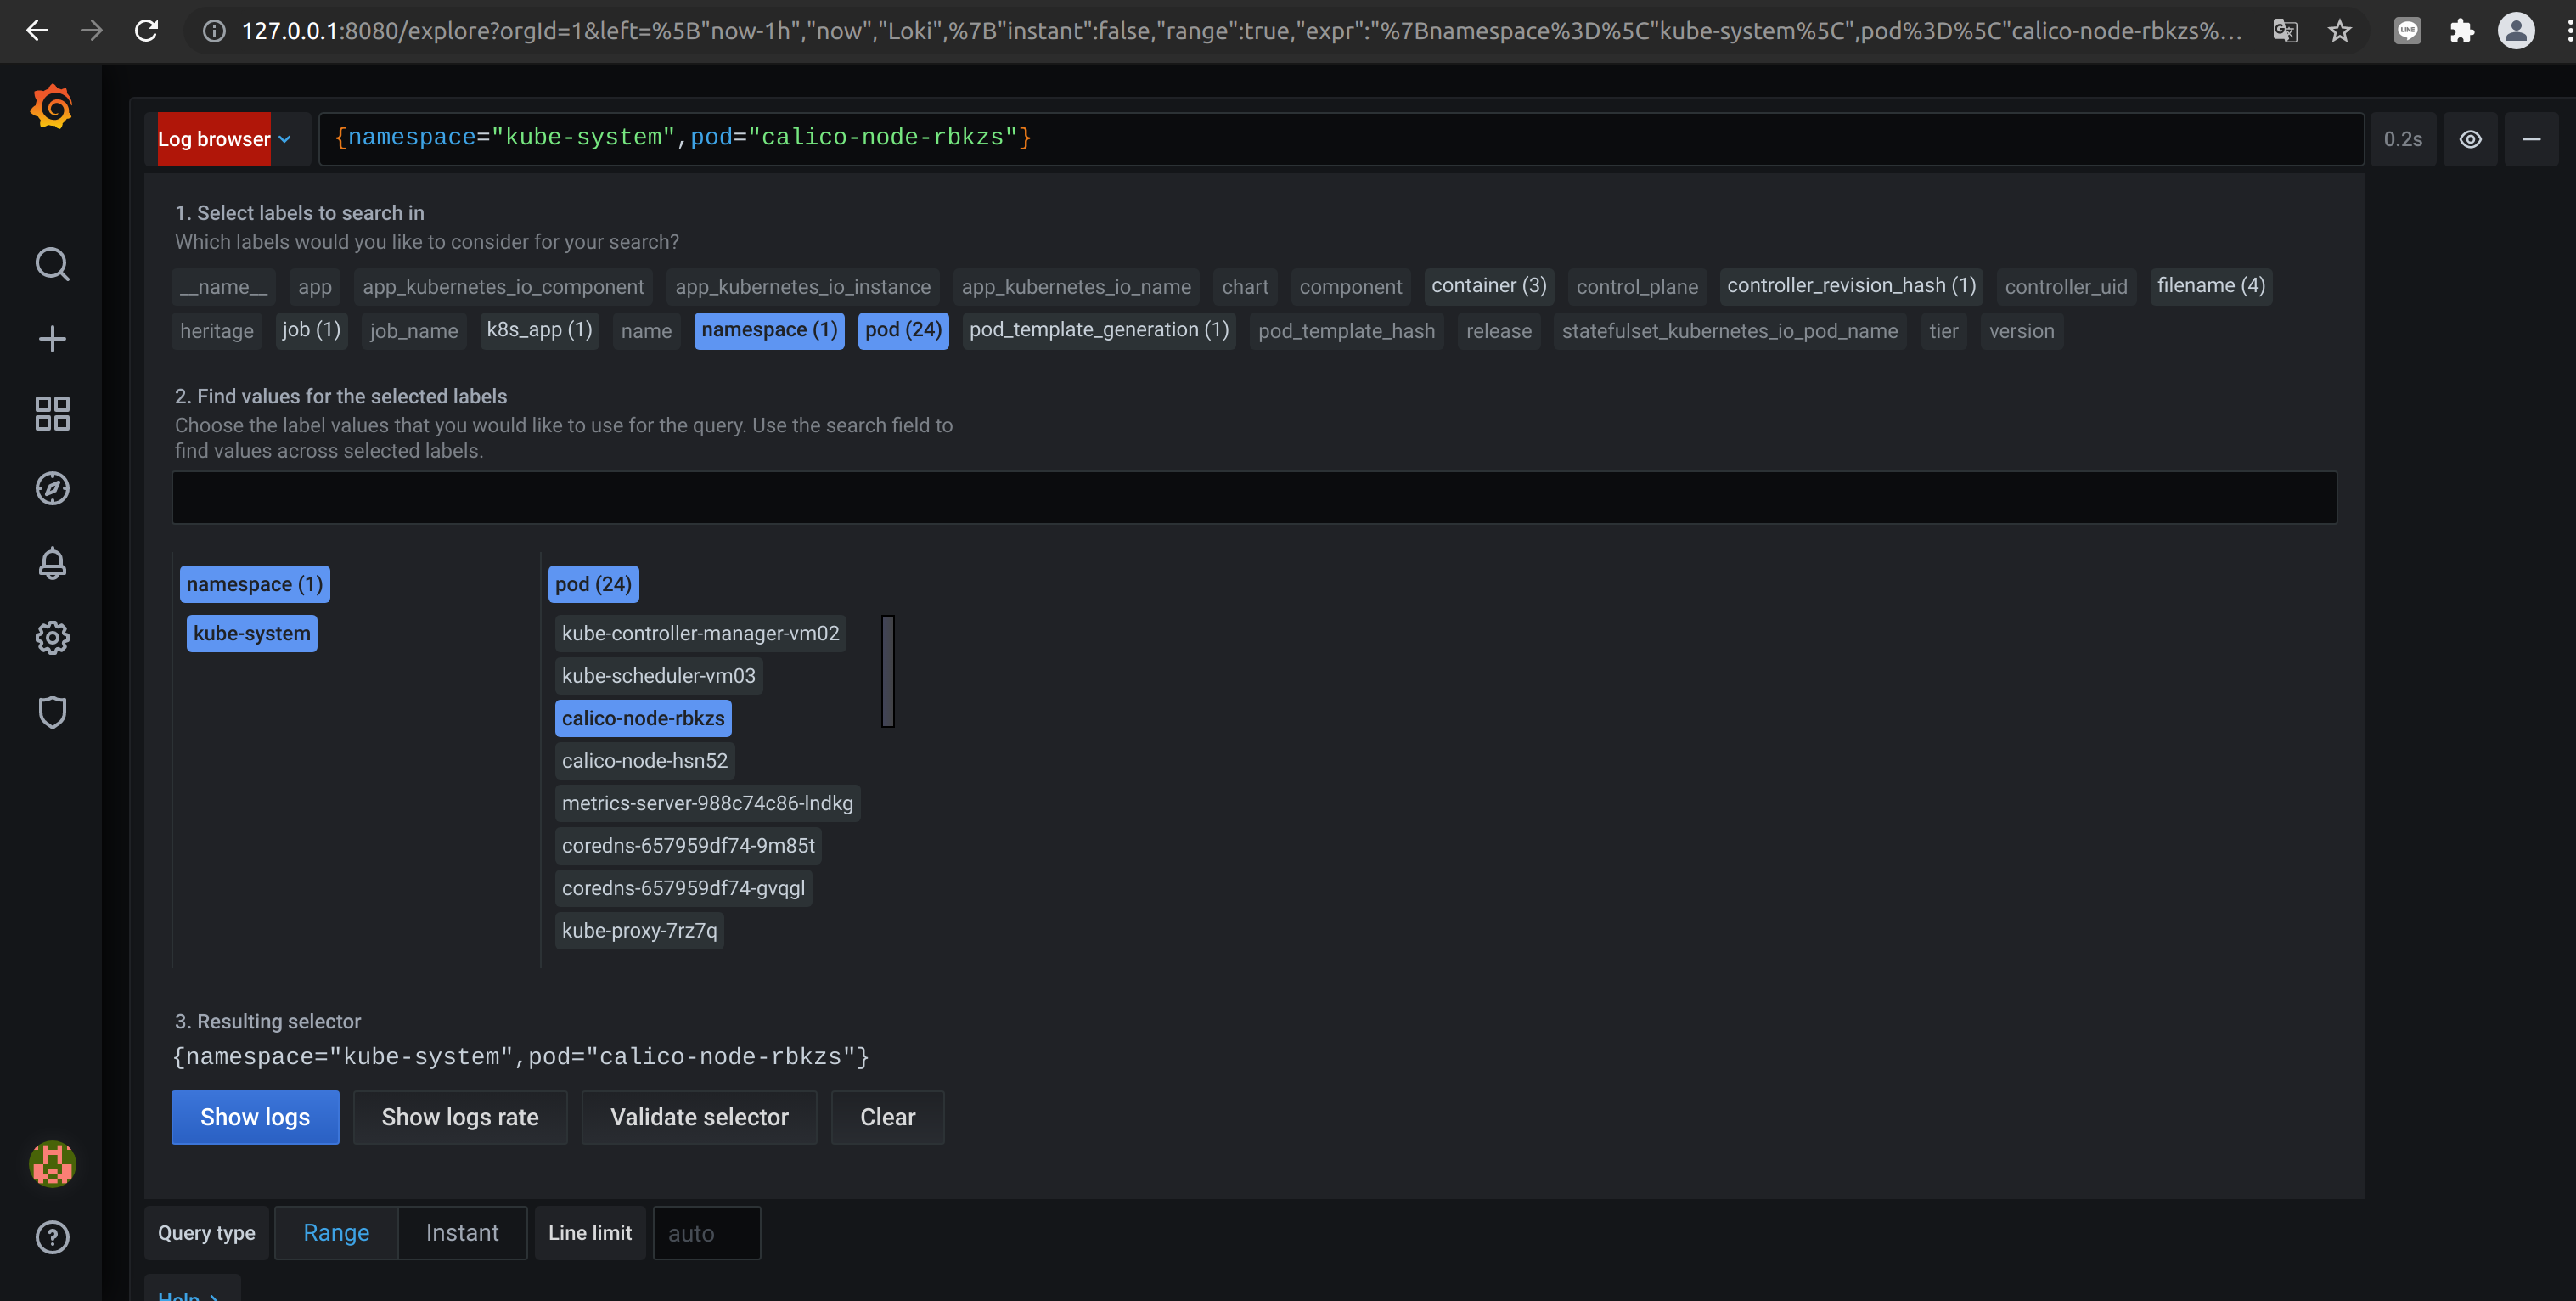 127.0.0.1:8080/explore?orgId=1&left=%5B"now-1h","now","Loki",%7B"instant":false,"range":true,"expr":"%7Bnamespace%3D%5C"kube-system%5C",pod%3D%5C"calico-node-rbkzs%...
LINE
Log browser {namespace="kube-system",pod="calico-node-rbkzs"} 0.2s
1. Select labels to search in
Which labels would you like to consider for your search?
__name__ app app_kubernetes_io_component app_kubernetes_io_instance app_kubernetes_io_name chart component container (3) control_plane controller_revision_hash (1) controller_uid filename (4)
heritage job (1) job_name k8s_app (1) name namespace (1) pod (24) pod_template_generation (1) pod_template_hash release statefulset_kubernetes_io_pod_name tier version
2. Find values for the selected labels
Choose the label values that you would like to use for the query. Use the search field to
find values across selected labels.
namespace (1)
kube-system
pod (24)
kube-controller-manager-vm02
kube-scheduler-vm03
calico-node-rbkzs
calico-node-hsn52
metrics-server-988c74c86-lndkg
coredns-657959df74-9m85t
coredns-657959df74-gvqgl
kube-proxy-7rz7q
3. Resulting selector
{namespace="kube-system",pod="calico-node-rbkzs"}
Show logs Show logs rate Validate selector Clear
Query type Range Instant Line limit auto
Help